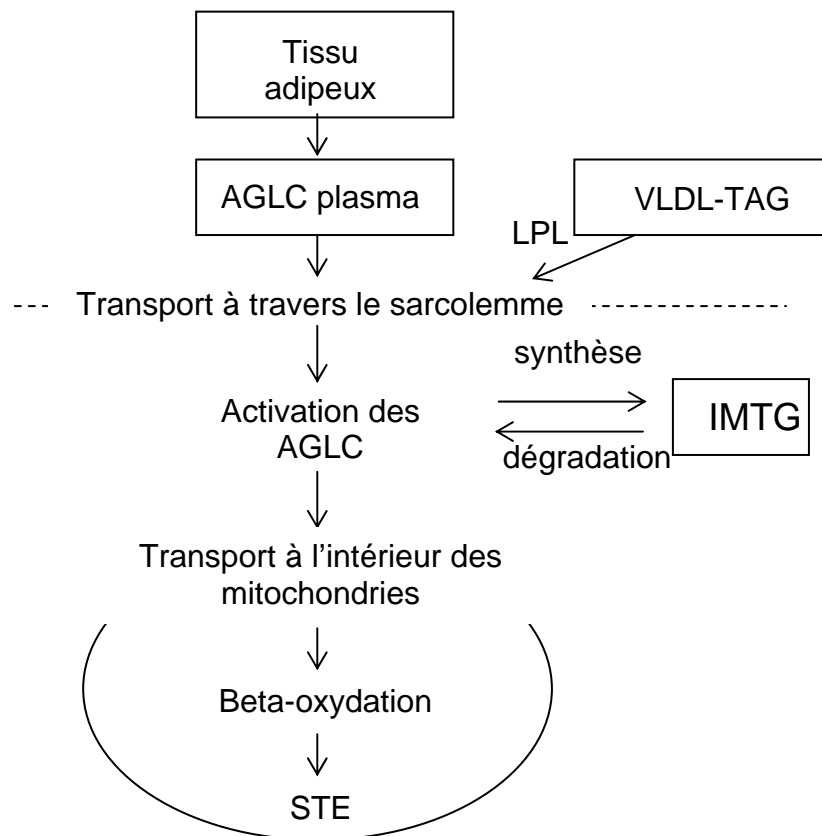 Tissu
adipeux
AGLC plasma
VLDL-TAG
LPL
Transport à travers le sarcolemme
synthèse
Activation des
AGLC
IMTG
dégradation
Transport à l’intérieur des
mitochondries
Beta-oxydation
STE